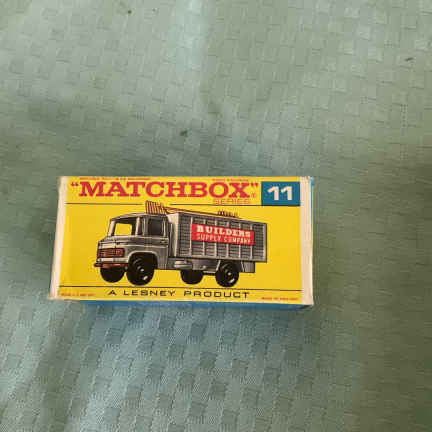 "MATCHBOX" 11
SERIES
BUILDERS
SUPPLY COMPANY
A LESNEY PRODUCT